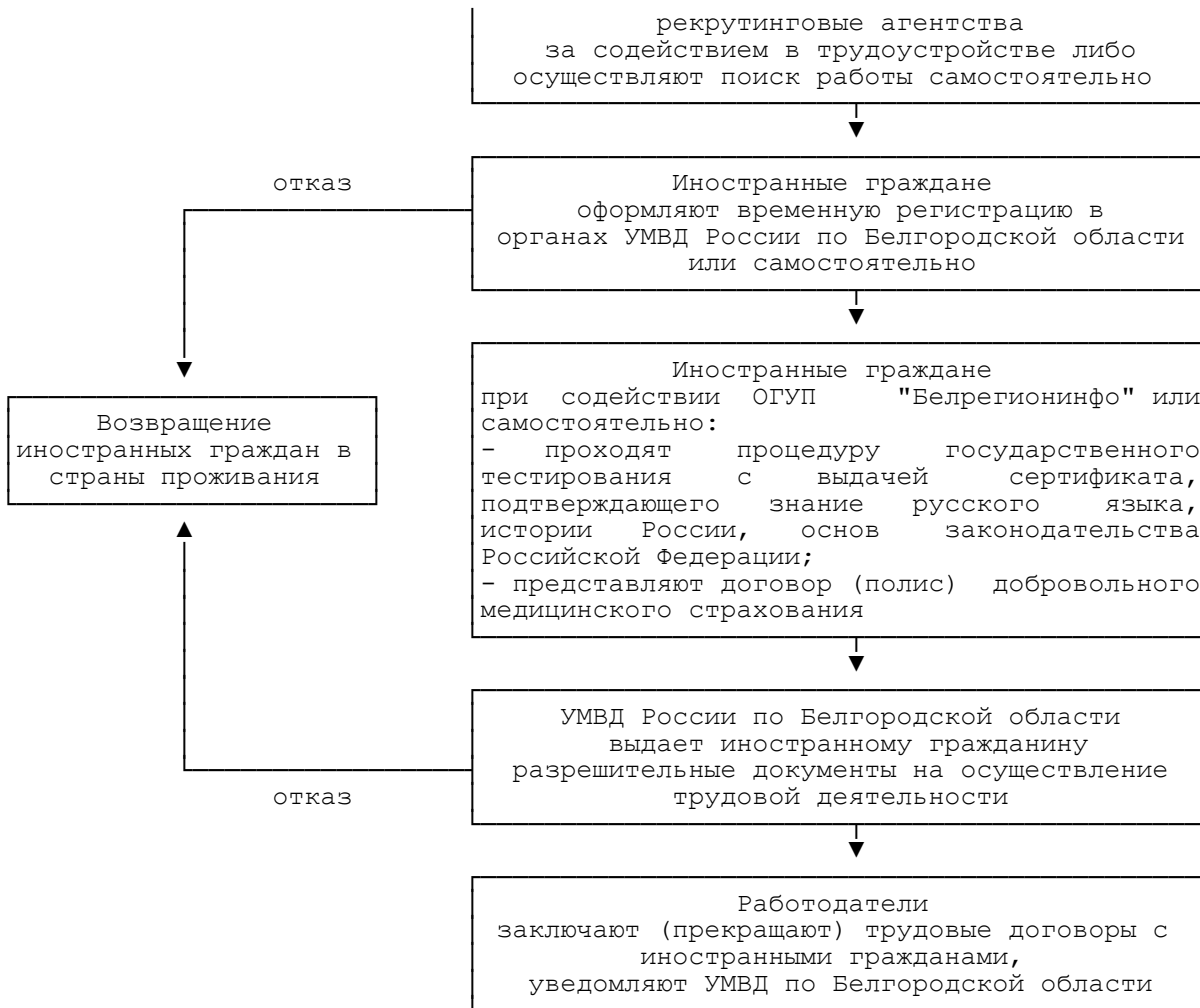 рекрутинговые агентства
за содействием в трудоустройстве либо
осуществляют поиск работы самостоятельно
отказ
Иностранные граждане
оформляют временную регистрацию в
органах УМВД России по Белгородской области
или самостоятельно
Иностранные граждане
при содействии ОГУП "Белрегионинфо" или
самостоятельно:
- проходят процедуру государственного
тестирования с выдачей сертификата,
подтверждающего знание русского языка,
истории России, основ законодательства
Российской Федерации;
- представляют договор (полис) добровольного
медицинского страхования
Возвращение
иностранных граждан в
страны проживания
УМВД России по Белгородской области
выдает иностранному гражданину
разрешительные документы на осуществление
трудовой деятельности
отказ
Работодатели
заключают (прекращают) трудовые договоры с
иностранными гражданами,
уведомляют УМВД по Белгородской области